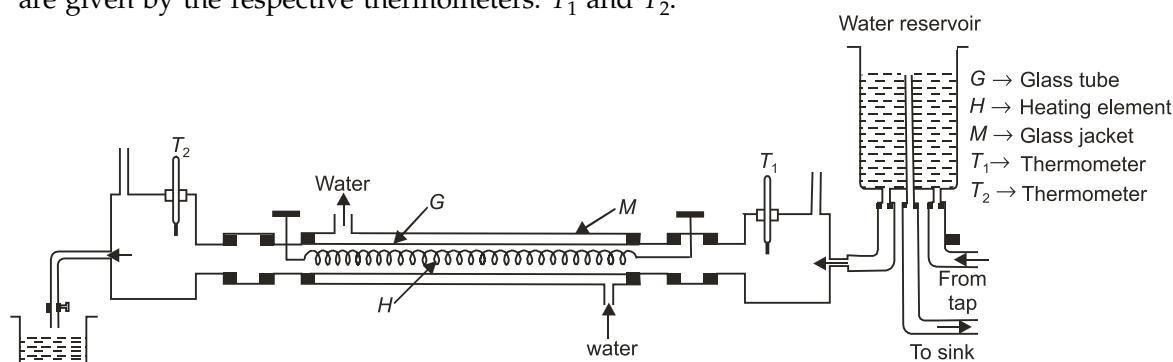 are given by the respective thermometers. T₁ and T₂.
Water reservoir
G → Glass tube
H → Heating element
M → Glass jacket
T₁→ Thermometer
T₂ → Thermometer
T₂
T₁
Water
G
M
H
From
tap
water
To sink